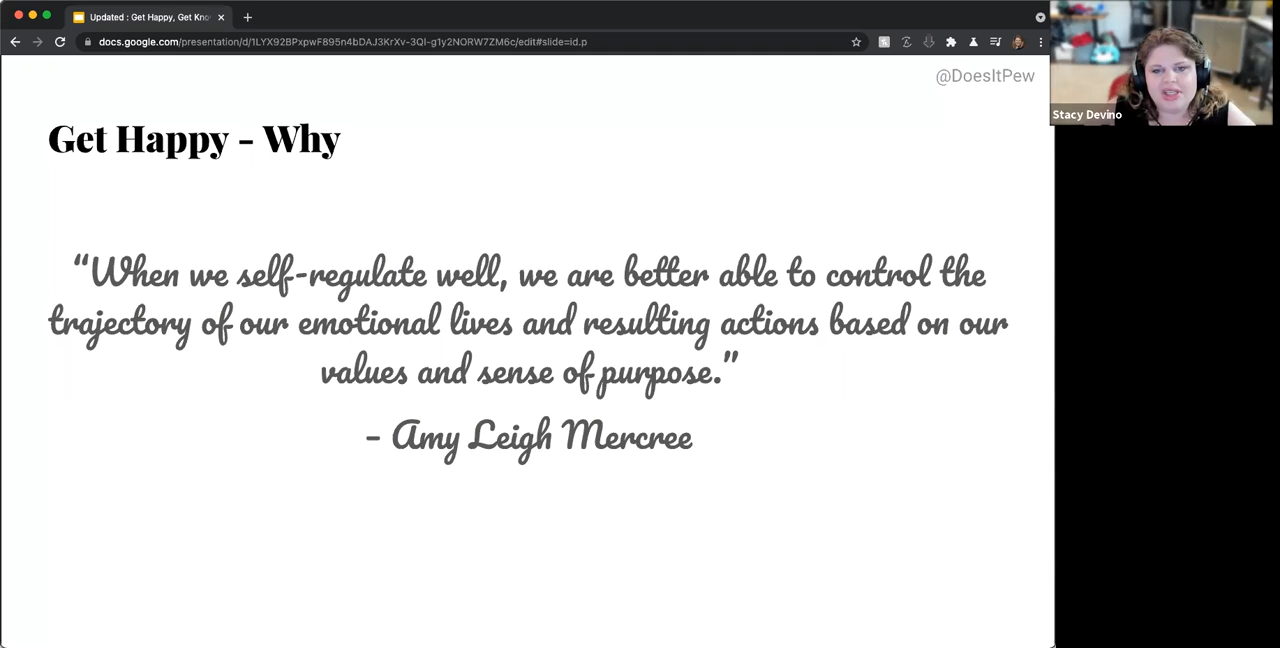 Updated : Get Happy, Get Kno
docs.google.com/presentation/d/1LYX92BPxpwF895n4bDAJ3KrXv-3QI-g1y2NORW7ZM6c/edit#slide=id.p
@DoesItPew
Stacy Devino
Get Happy - Why
“When we self-regulate well, we are better able to control the
trajectory of our emotional lives and resulting actions based on our
values and sense of purpose.”
- Amy Leigh Mercree